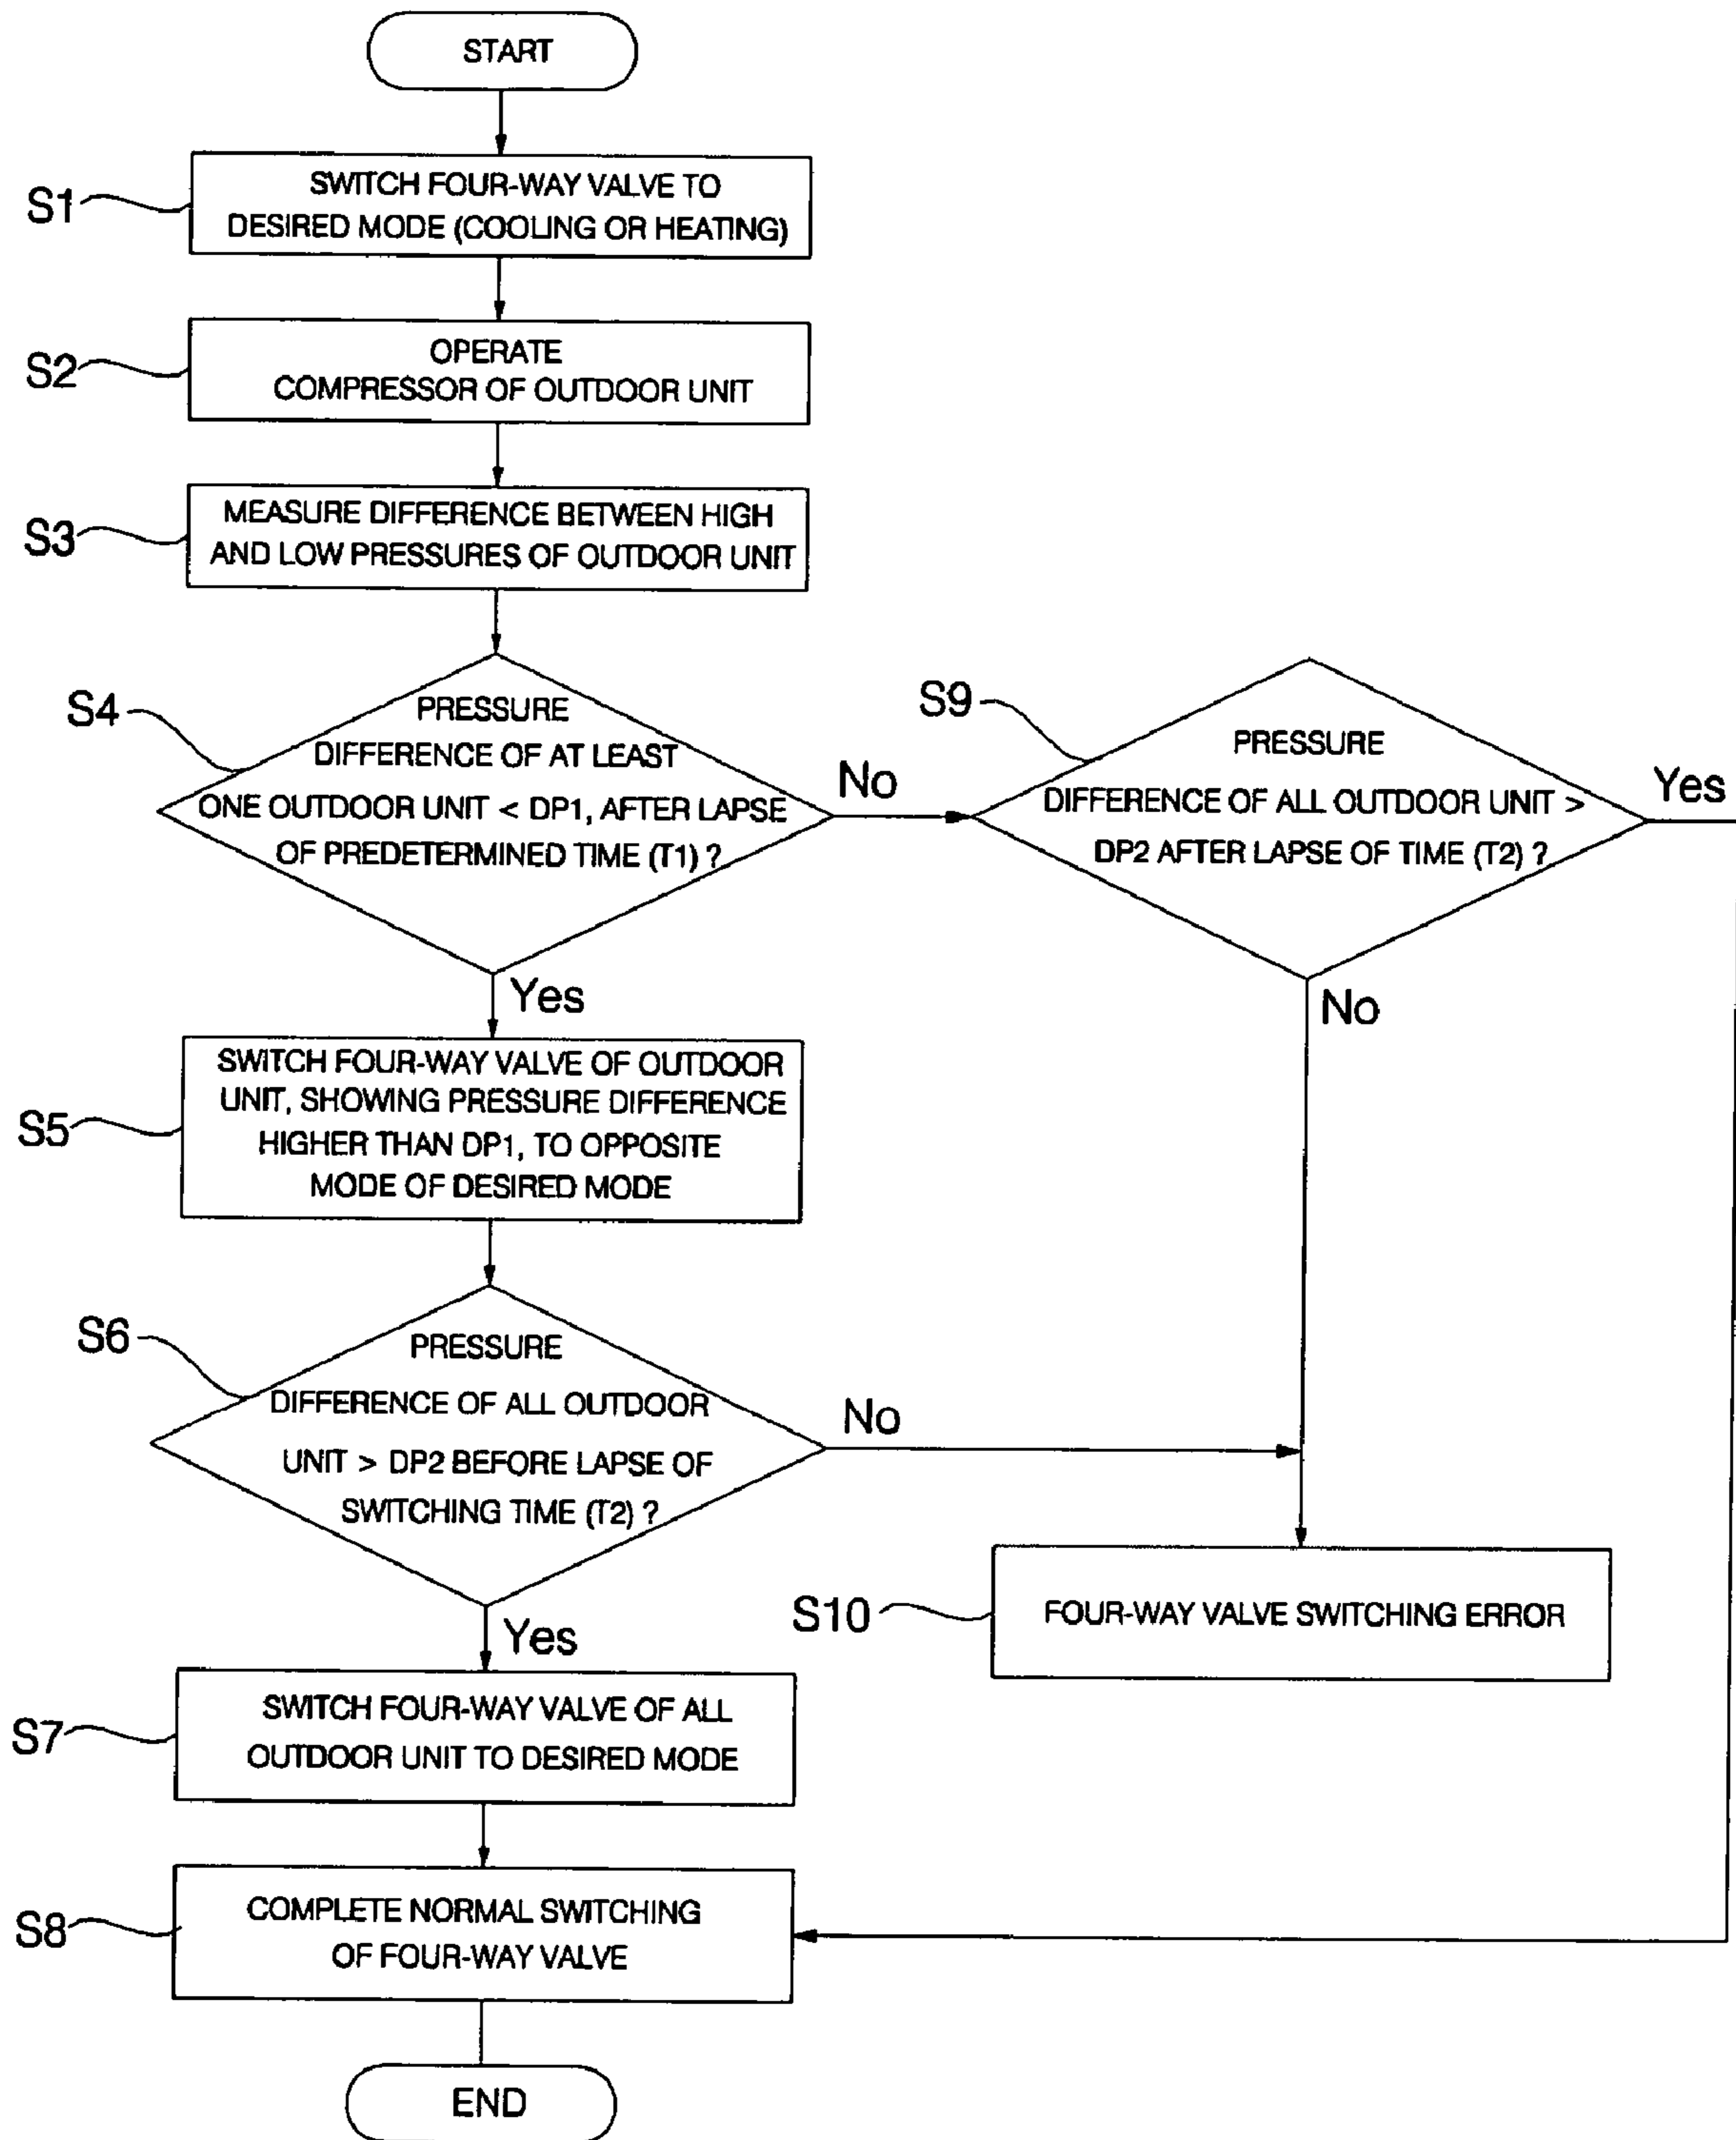 START
S1
SWITCH FOUR-WAY VALVE TO
DESIRED MODE (COOLING OR HEATING)
S2
OPERATE
COMPRESSOR OF OUTDOOR UNIT
S3
MEASURE DIFFERENCE BETWEEN HIGH
AND LOW PRESSURES OF OUTDOOR UNIT
S4
PRESSURE
DIFFERENCE OF AT LEAST
ONE OUTDOOR UNIT < DP1, AFTER LAPSE
OF PREDETERMINED TIME (T1) ?
No
Yes
S9
PRESSURE
DIFFERENCE OF ALL OUTDOOR UNIT >
DP2 AFTER LAPSE OF TIME (T2) ?
Yes
No
S5
SWITCH FOUR-WAY VALVE OF OUTDOOR
UNIT, SHOWING PRESSURE DIFFERENCE
HIGHER THAN DP1, TO OPPOSITE
MODE OF DESIRED MODE
S6
PRESSURE
DIFFERENCE OF ALL OUTDOOR
UNIT > DP2 BEFORE LAPSE OF
SWITCHING TIME (T2) ?
No
Yes
S10
FOUR-WAY VALVE SWITCHING ERROR
S7
SWITCH FOUR-WAY VALVE OF ALL
OUTDOOR UNIT TO DESIRED MODE
S8
COMPLETE NORMAL SWITCHING
OF FOUR-WAY VALVE
END